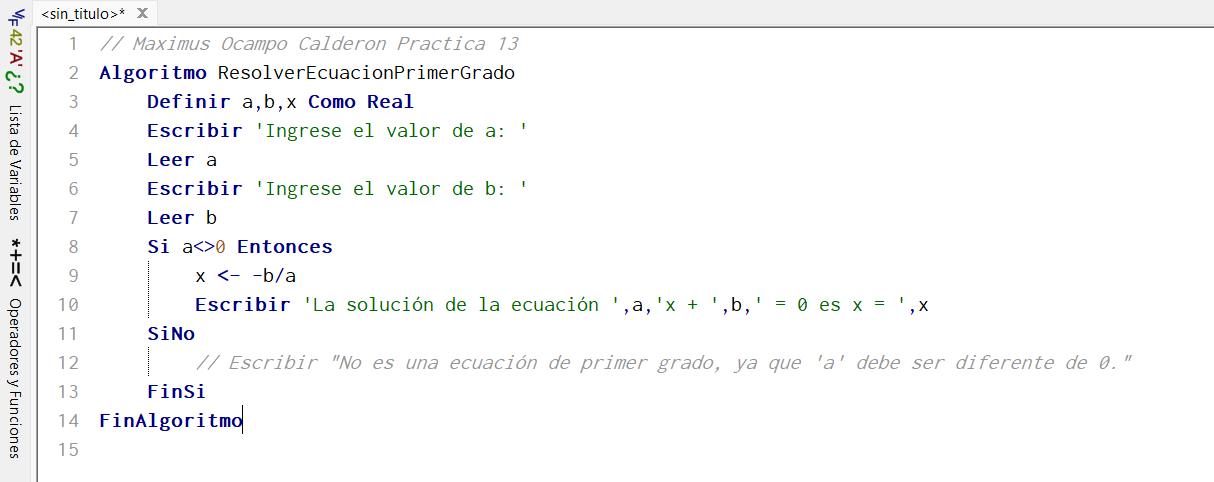 <sin_titulo>* X
1 // Maximus Ocampo Calderon Practica 13
2 Algoritmo ResolverEcuacionPrimerGrado
3 Definir a,b,x Como Real
4 Escribir 'Ingrese el valor de a: '
5 Leer a
6 Escribir 'Ingrese el valor de b: '
7 Leer b
8 Si a<>0 Entonces
9 x <- -b/a
10 Escribir 'La solución de la ecuación ',a,'x + ',b,' = 0 es x = ',x
11 SiNo
12 // Escribir "No es una ecuación de primer grado, ya que 'a' debe ser diferente de 0."
13 FinSi
14 FinAlgoritmo
15
V/F 42 'A' ¿? Lista de Variables
*+=< Operadores y Funciones